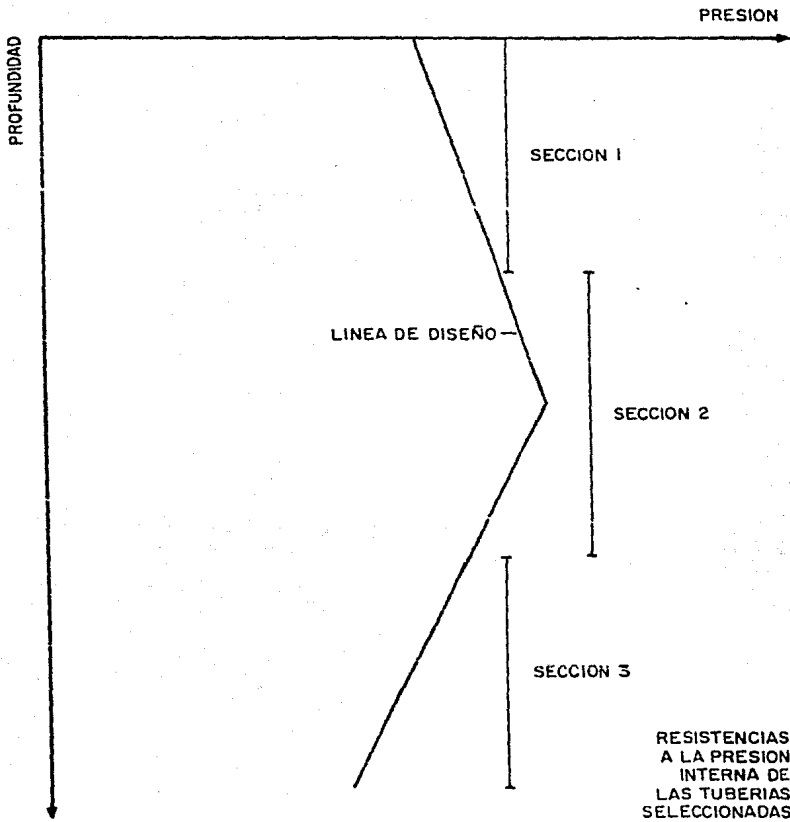 PRESION
PROFUNDIDAD
SECCION 1
LINEA DE DISEÑO
SECCION 2
SECCION 3
RESISTENCIAS
A LA PRESION
INTERNA DE
LAS TUBERIAS
SELECCIONADAS